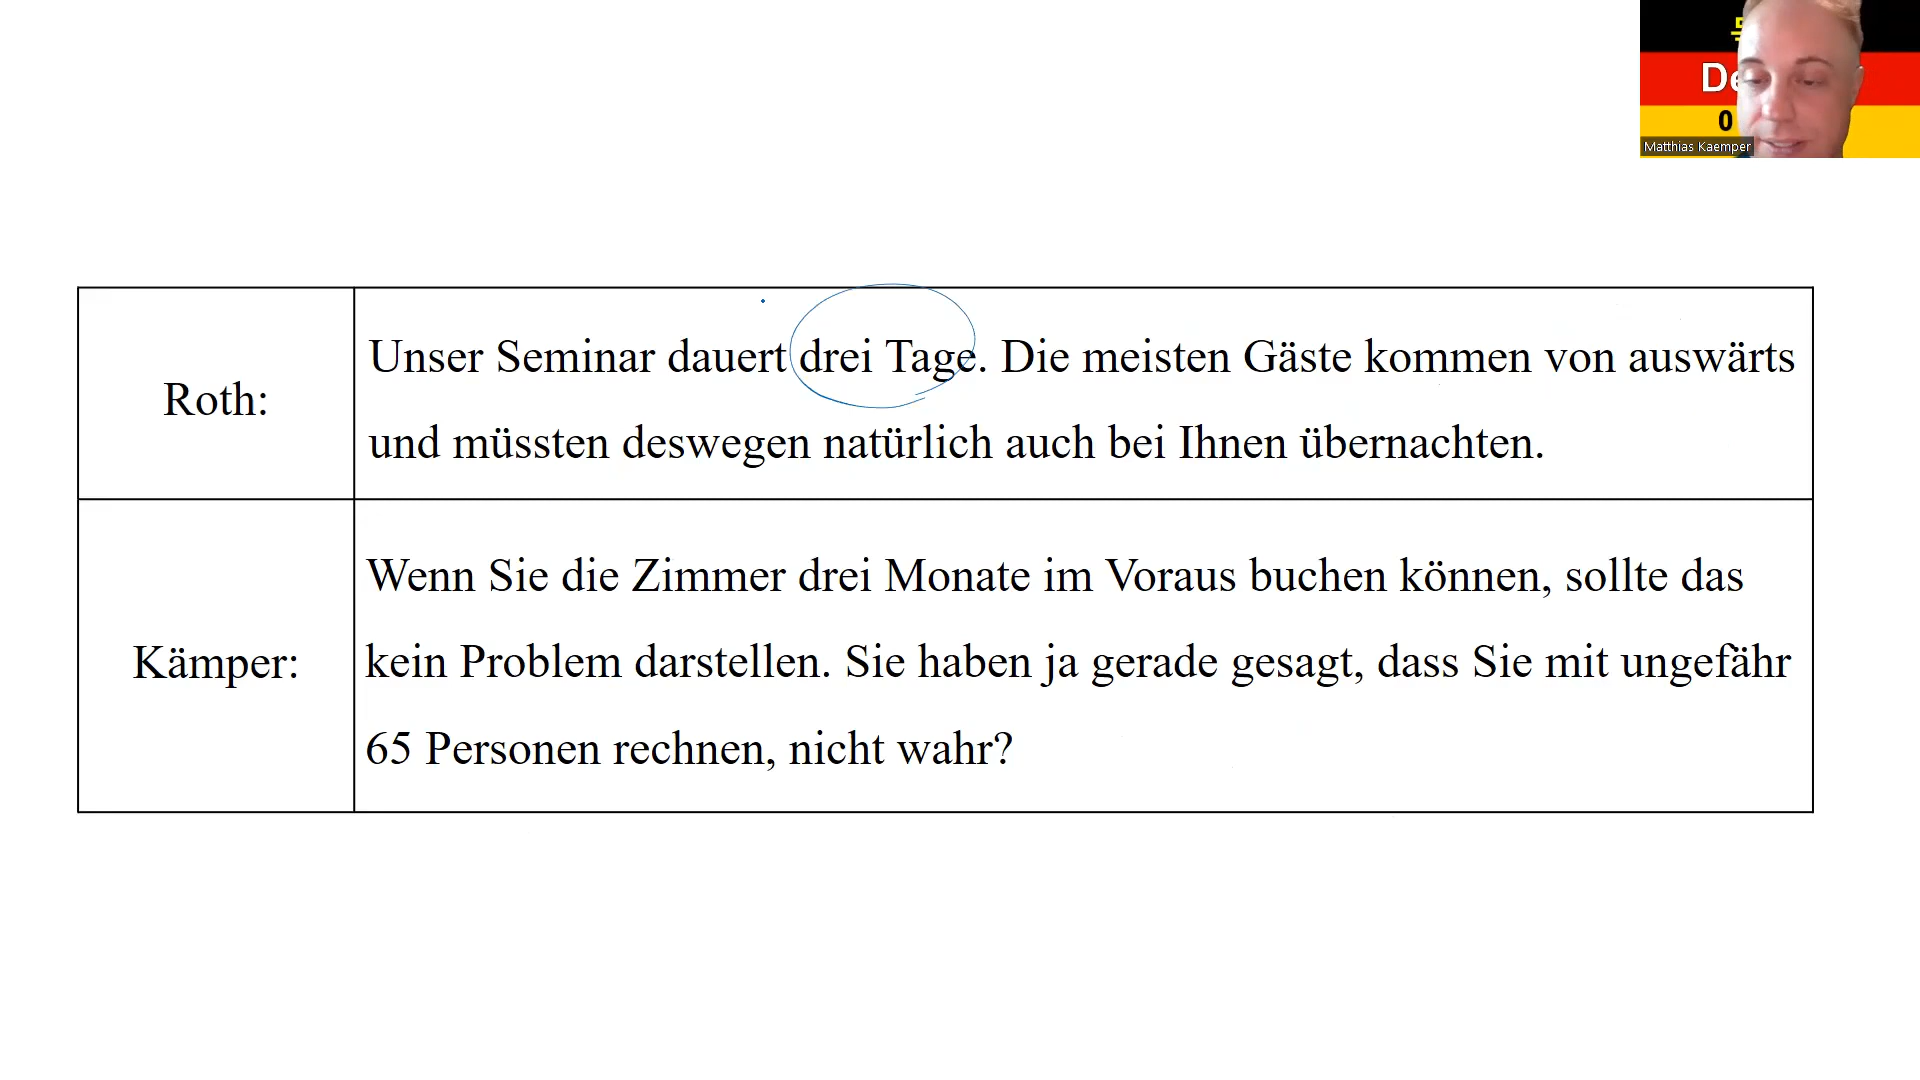 De
0
Matthias Kaemper
Roth:
Unser Seminar dauert drei Tage. Die meisten Gäste kommen von auswärts
und müssten deswegen natürlich auch bei Ihnen übernachten.
Kämper:
Wenn Sie die Zimmer drei Monate im Voraus buchen können, sollte das
kein Problem darstellen. Sie haben ja gerade gesagt, dass Sie mit ungefähr
65 Personen rechnen, nicht wahr?